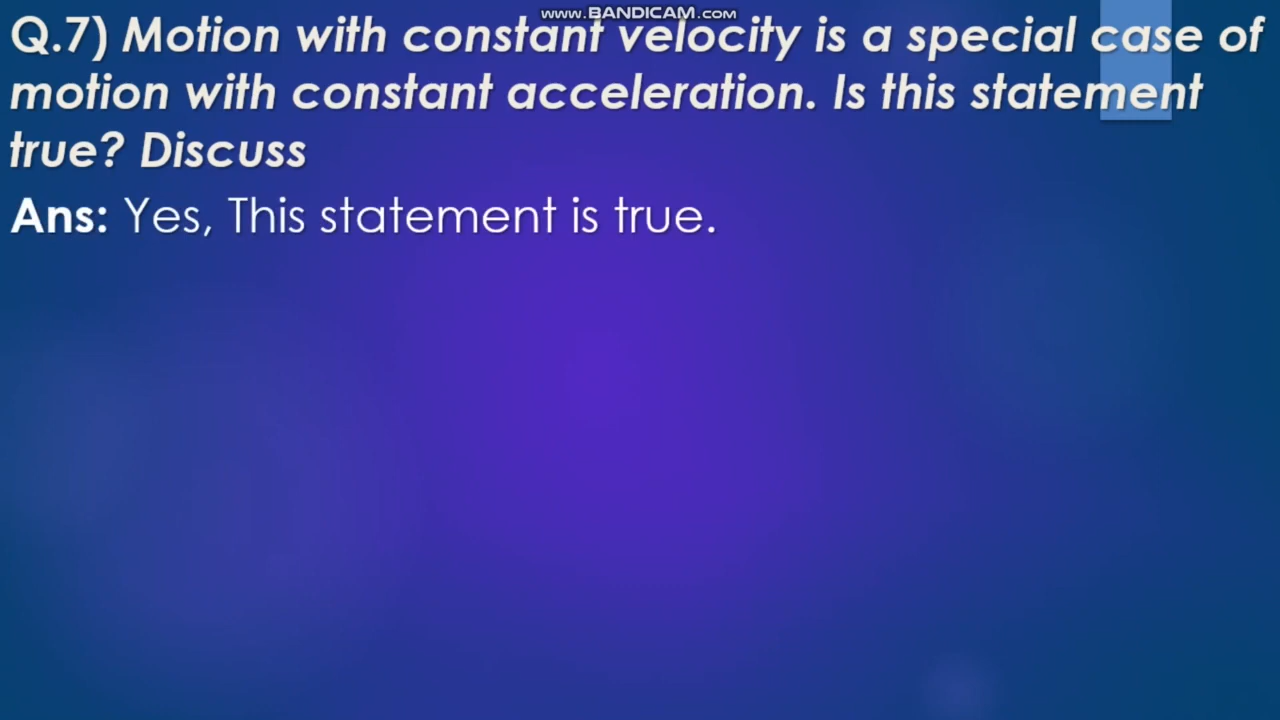 www.BANDICAM.com
Q.7) Motion with constant velocity is a special case of
motion with constant acceleration. Is this statement
true? Discuss
Ans: Yes, This statement is true.